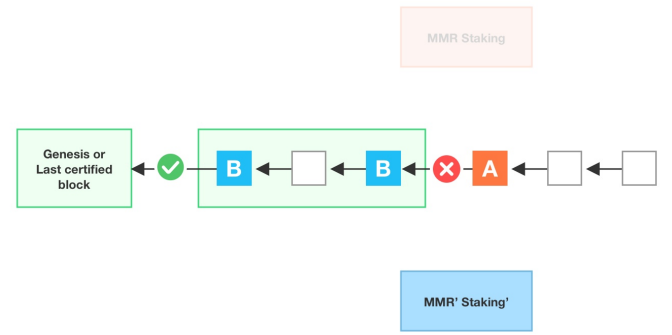 MMR Staking
Genesis or
Last certified
block
B
B
A
MMR' Staking'